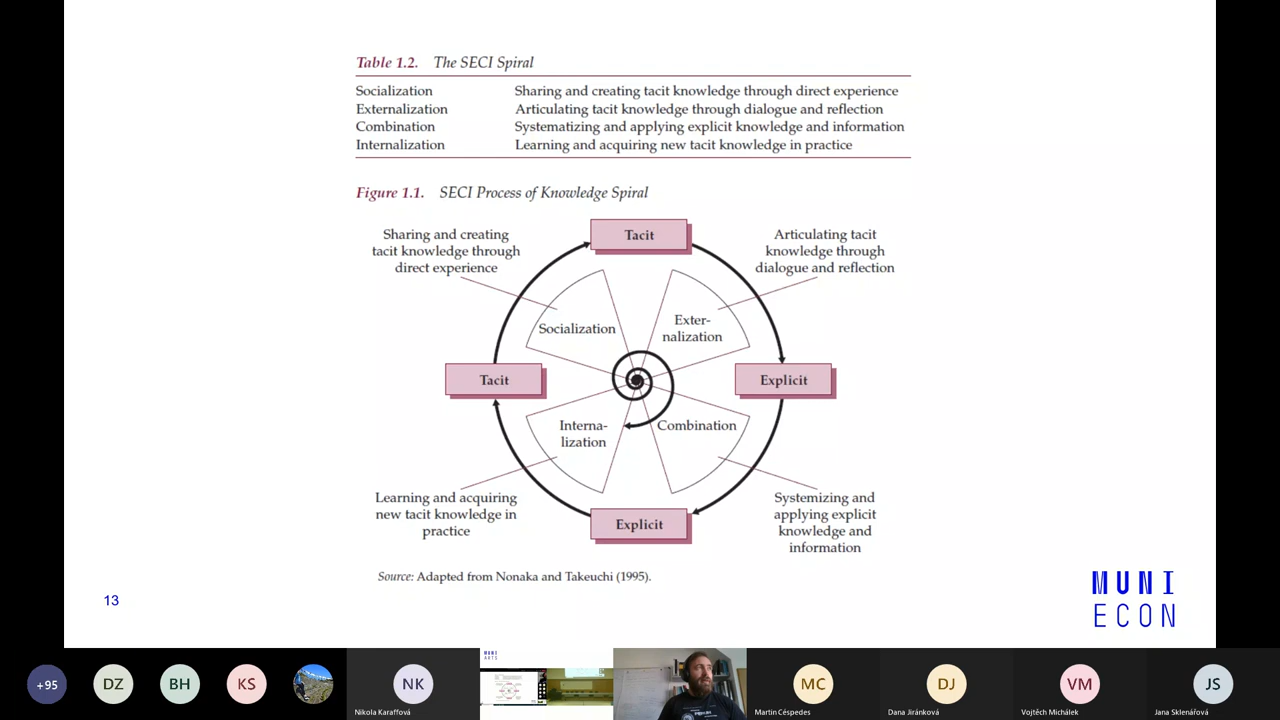 Table 1.2. The SECI Spiral
Socialization Sharing and creating tacit knowledge through direct experience
Externalization Articulating tacit knowledge through dialogue and reflection
Combination Systematizing and applying explicit knowledge and information
Internalization Learning and acquiring new tacit knowledge in practice
Figure 1.1. SECI Process of Knowledge Spiral
Sharing and creating
tacit knowledge through
direct experience
Tacit
Articulating tacit
knowledge through
dialogue and reflection
Socialization
Exter-
nalization
Tacit
Explicit
Interna-
lization
Combination
Learning and acquiring
new tacit knowledge in
practice
Explicit
Systemizing and
applying explicit
knowledge and
information
Source: Adapted from Nonaka and Takeuchi (1995).
13
MUNI
ECON
+95
DZ
BH
KS
NK
Nikola Karaffová
MUNI
ARTS
MC
Martin Céspedes
DJ
Dana Jiránková
VM
Vojtěch Michálek
JS
Jana Sklenářová